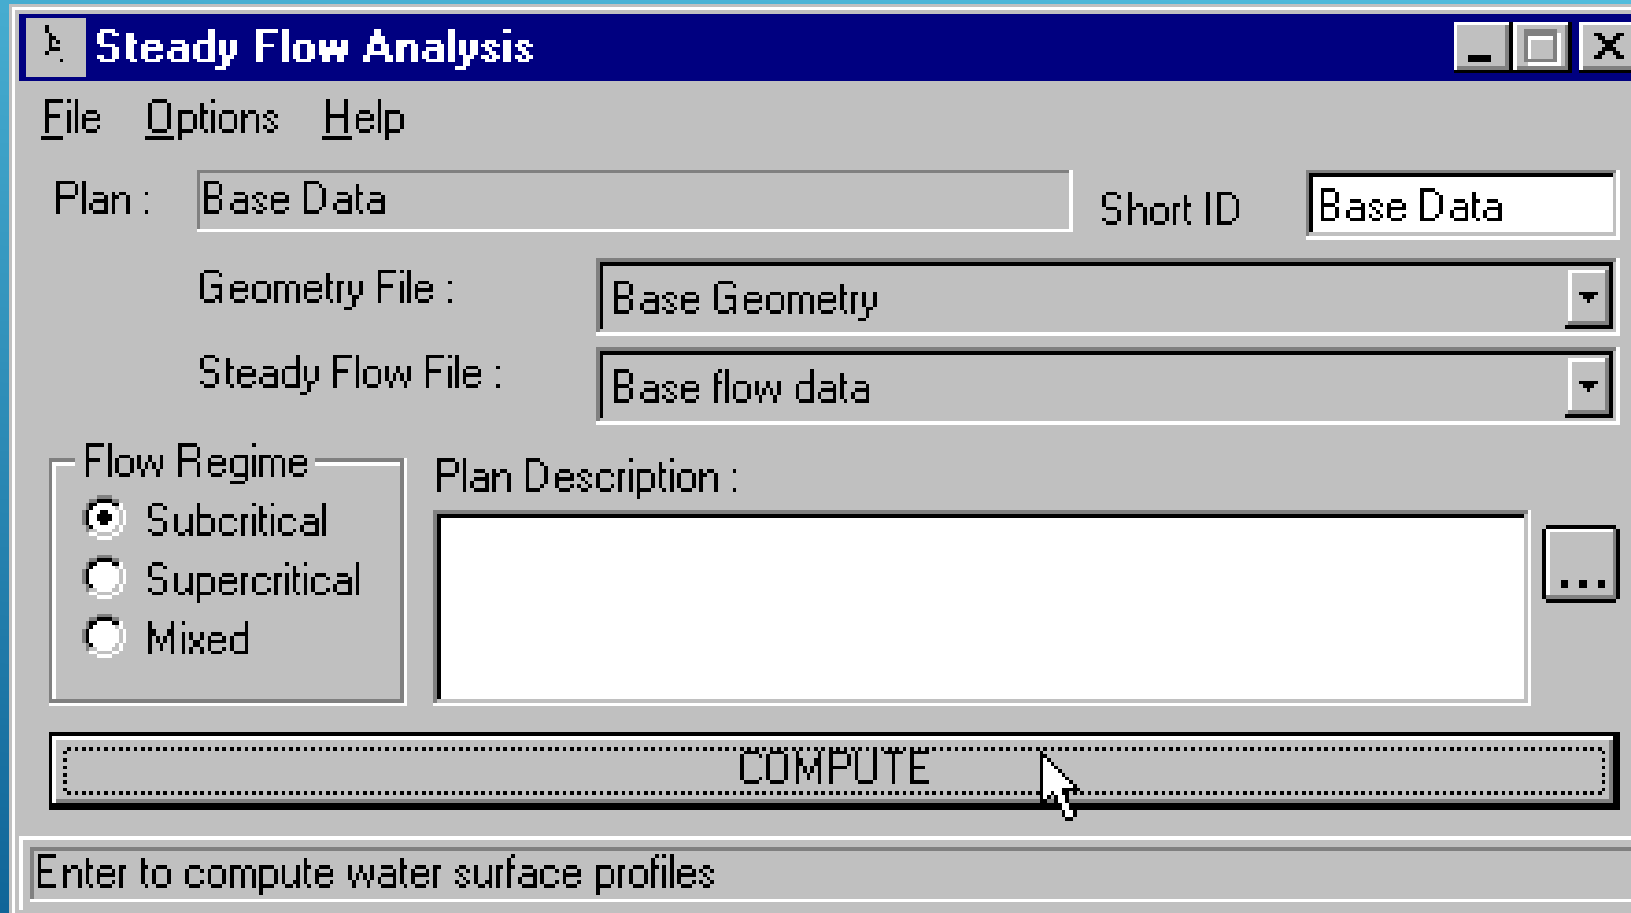 Steady Flow Analysis
File Options Help
Plan : Base Data Short ID Base Data
Geometry File : Base Geometry
Steady Flow File : Base flow data
Flow Regime
Subcritical
Supercritical
Mixed
Plan Description :
...
COMPUTE
Enter to compute water surface profiles